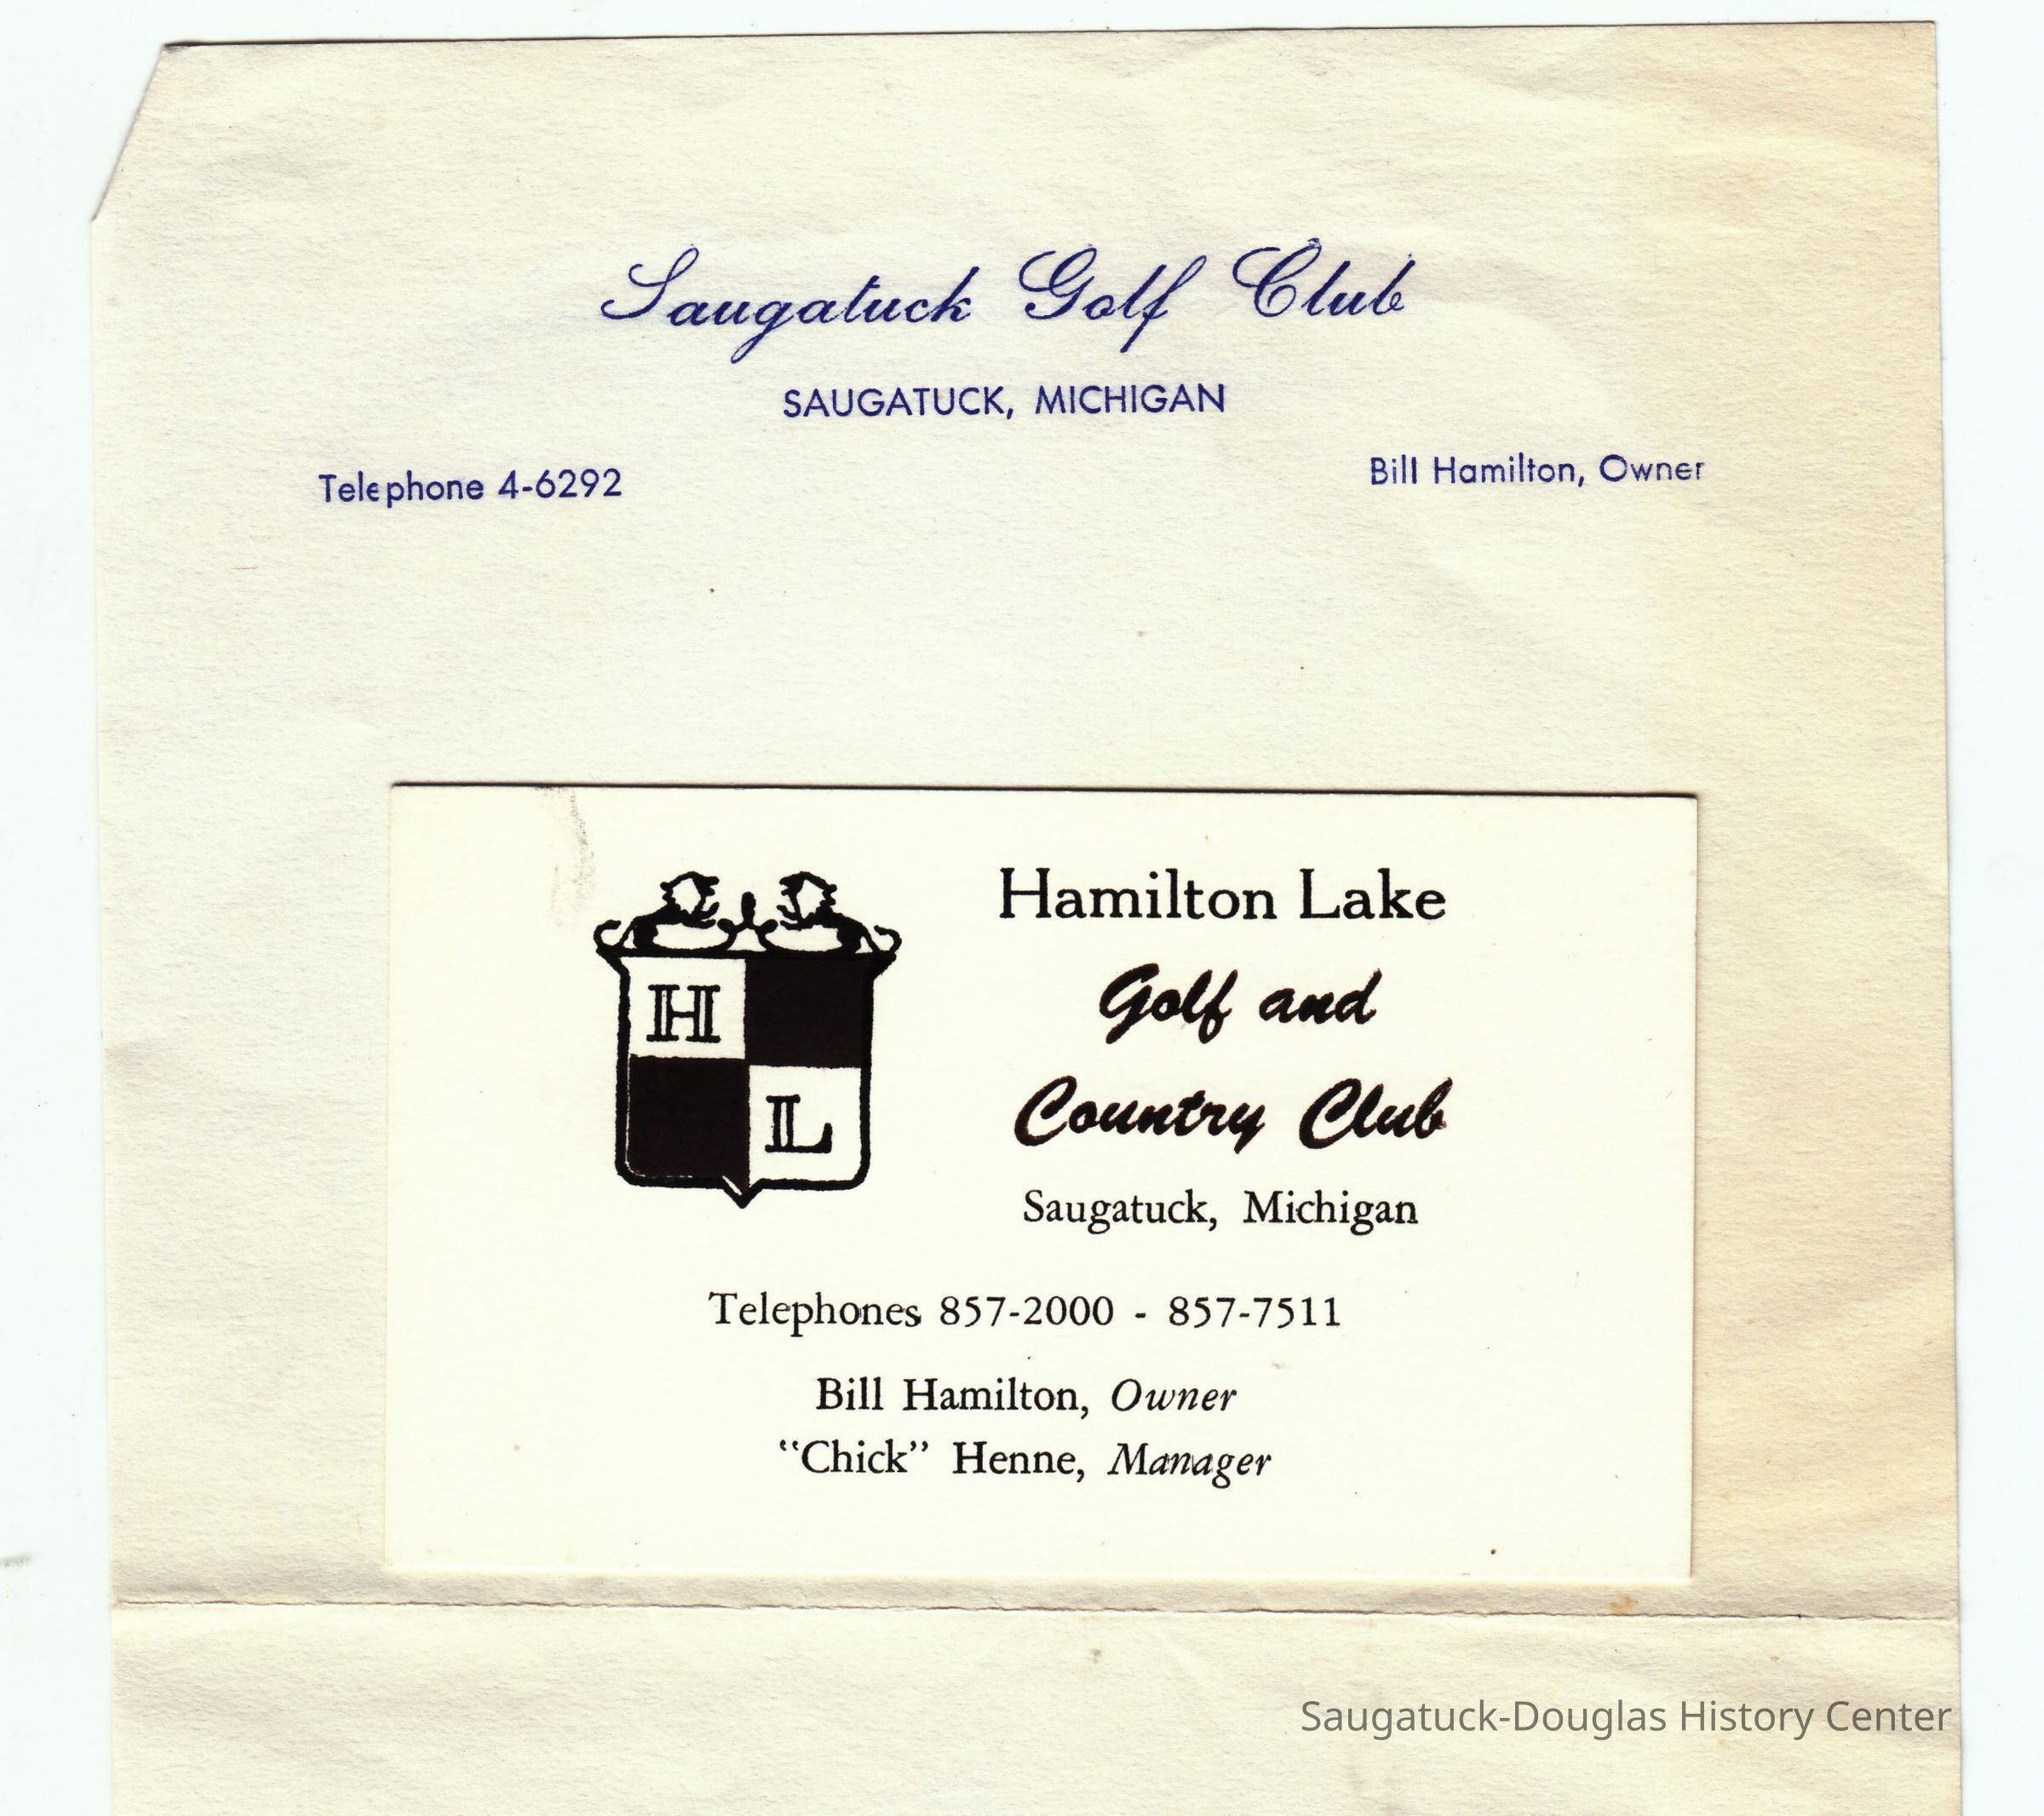 Saugatuck Golf Club
SAUGATUCK, MICHIGAN
Telephone 4-6292
Bill Hamilton, Owner
H
L
Hamilton Lake
Golf and
Country Club
Saugatuck, Michigan
Telephones 857-2000 - 857-7511
Bill Hamilton, Owner
"Chick" Henne, Manager
Saugatuck-Douglas History Center